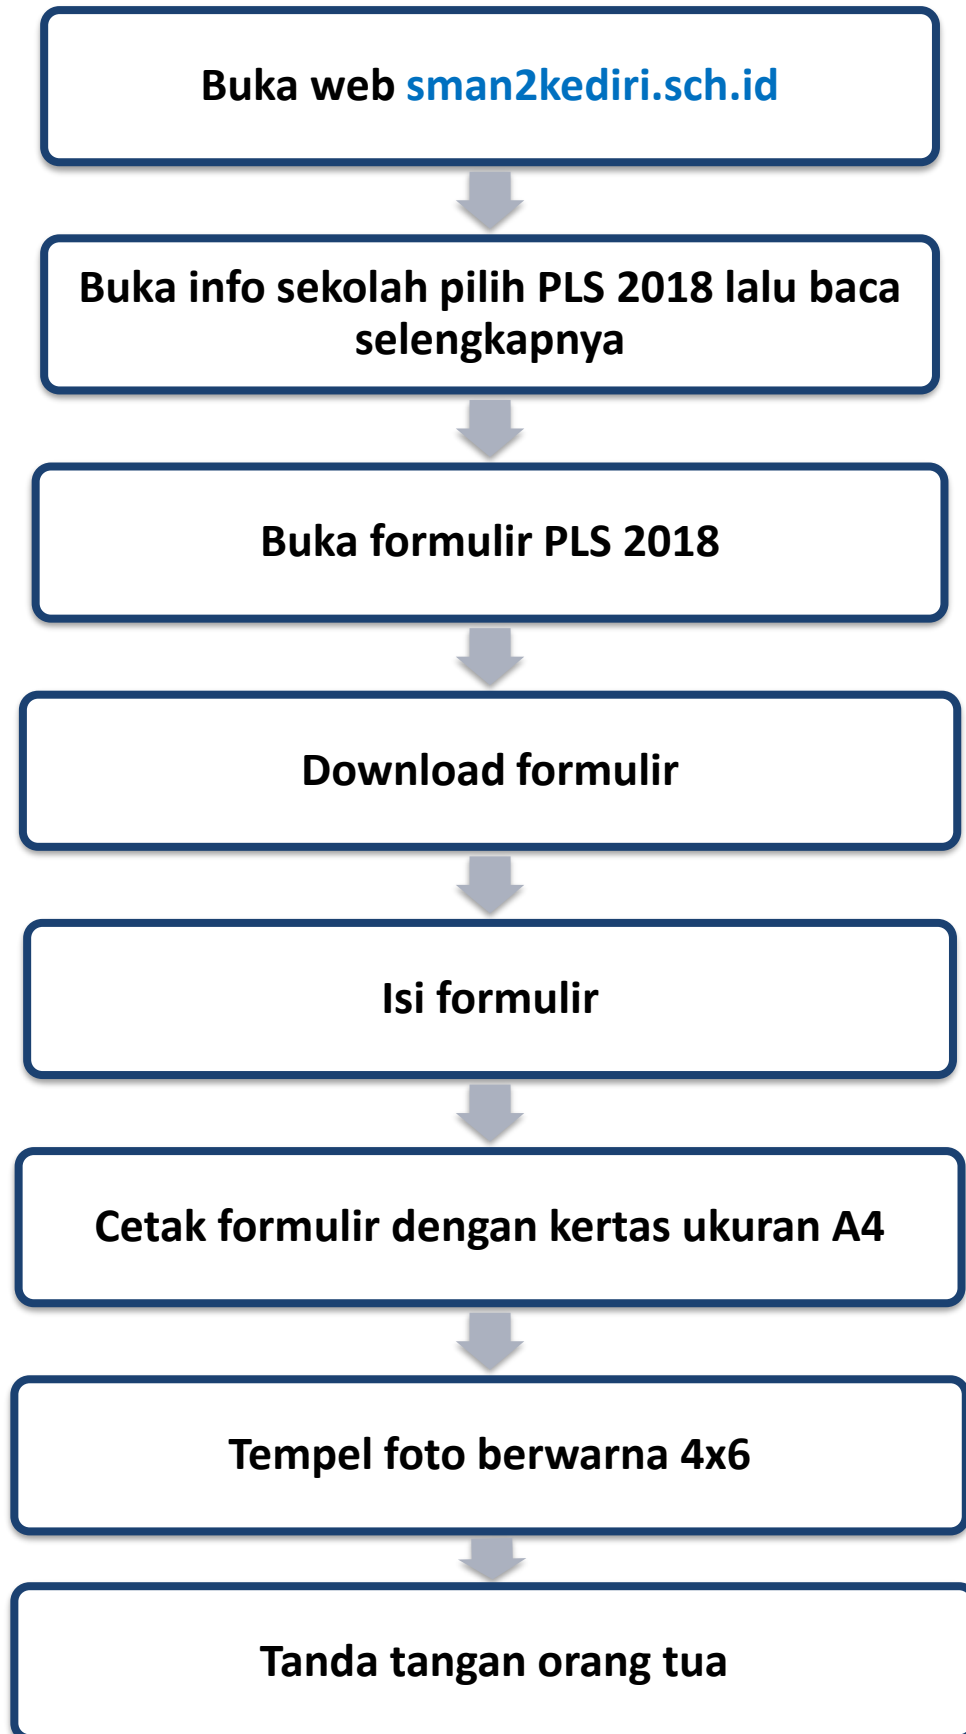 Buka web sman2kediri.sch.id
Buka info sekolah pilih PLS 2018 lalu baca
selengkapnya
Buka formulir PLS 2018
Download formulir
Isi formulir
Cetak formulir dengan kertas ukuran A4
Tempel foto berwarna 4x6
Tanda tangan orang tua